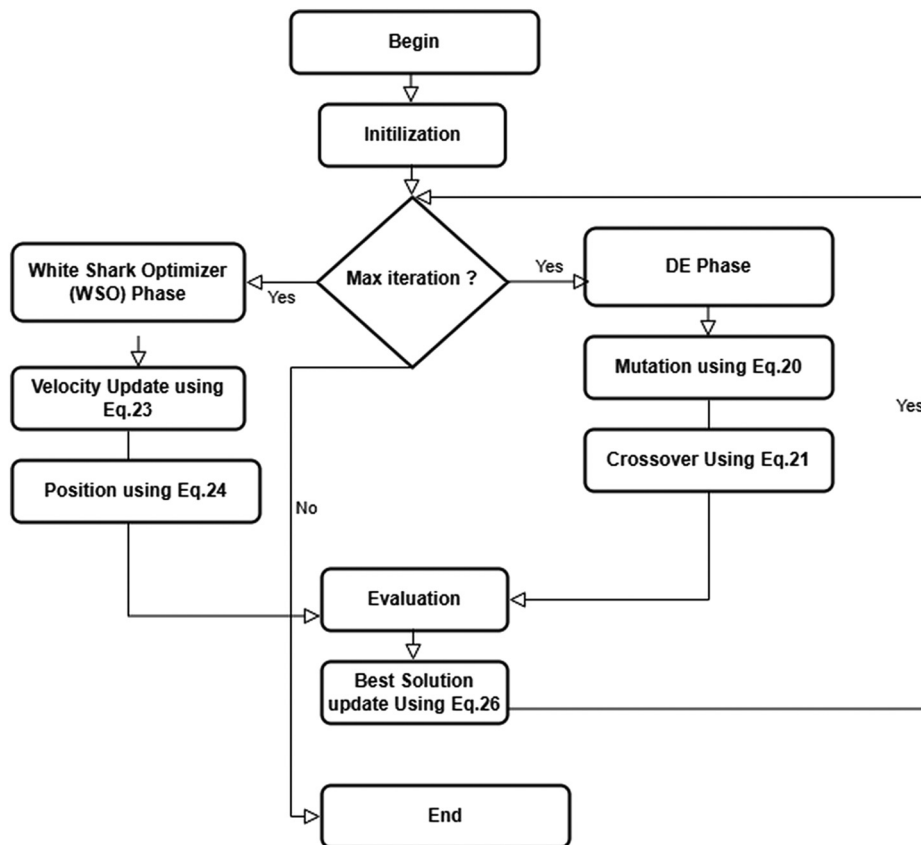 Begin
Initilization
Max iteration ?
White Shark Optimizer
(WSO) Phase
Yes
Yes
DE Phase
Velocity Update using
Eq.23
Mutation using Eq.20
Yes
Position using Eq.24
Crossover Using Eq.21
No
Evaluation
Best Solution
update Using Eq.26
End